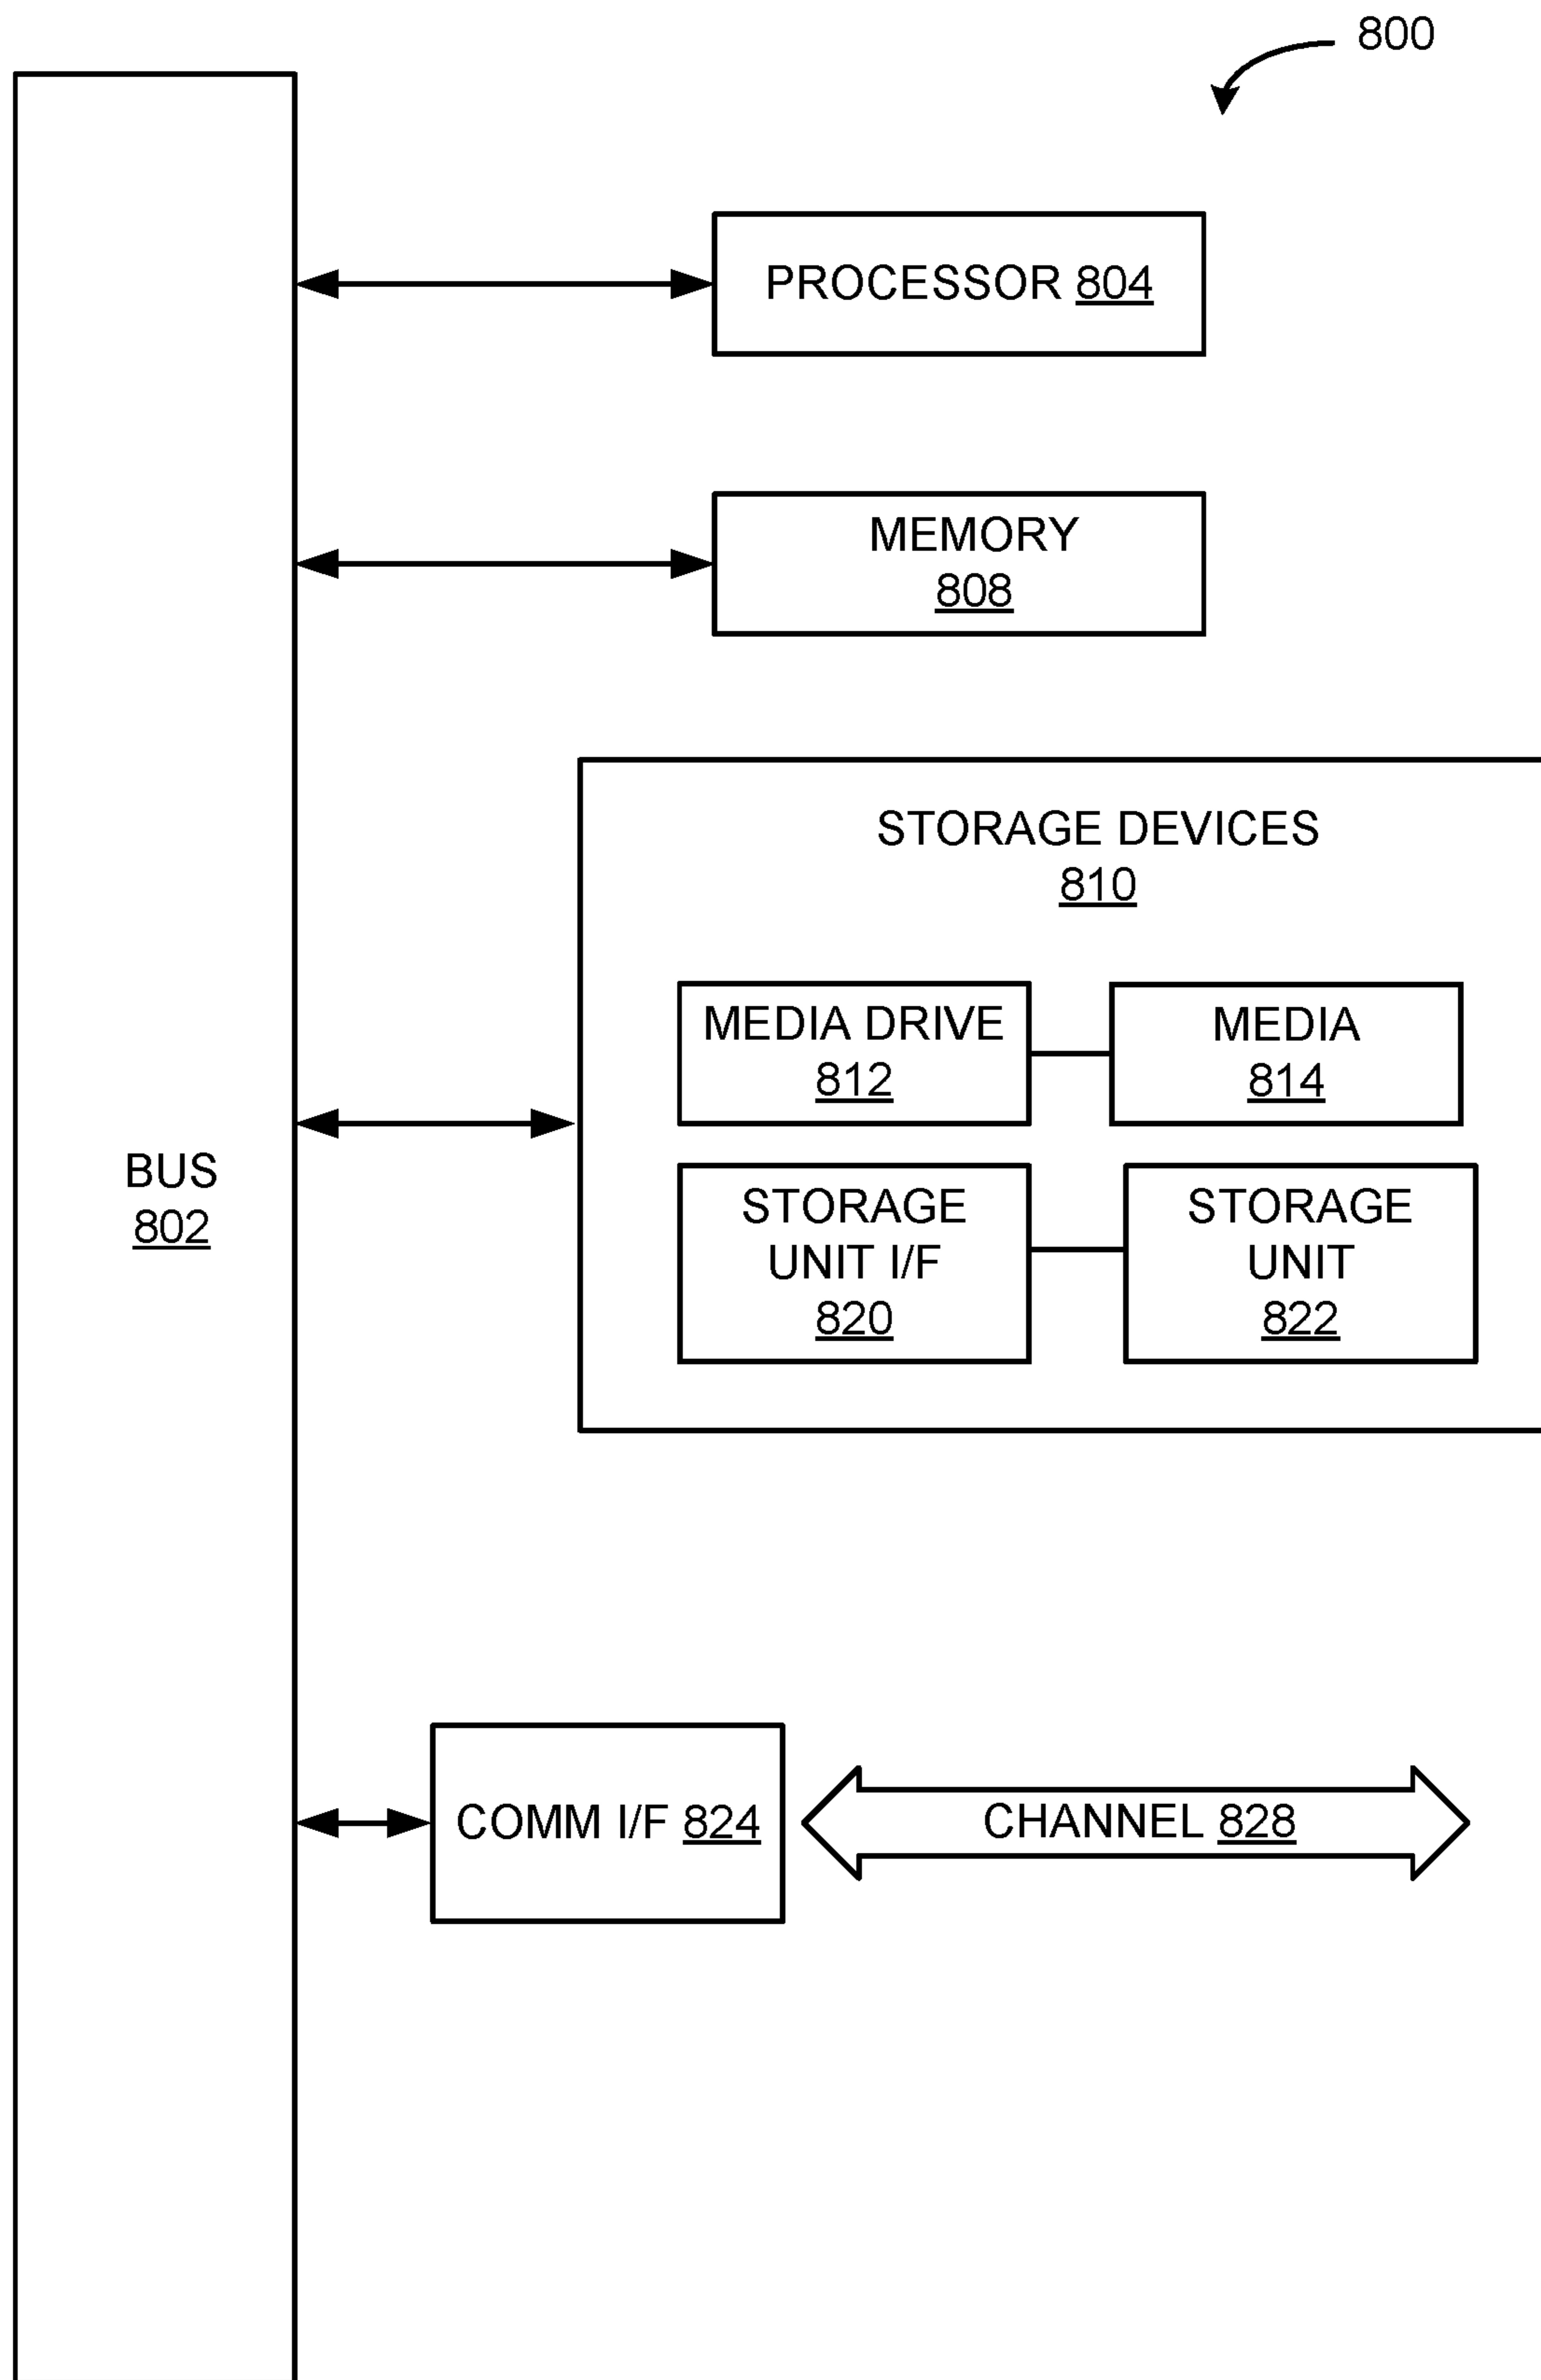 800
PROCESSOR 804
MEMORY
808
STORAGE DEVICES
810
MEDIA DRIVE
812
MEDIA
814
BUS
802
STORAGE
UNIT I/F
820
STORAGE
UNIT
822
COMM I/F 824
CHANNEL 828